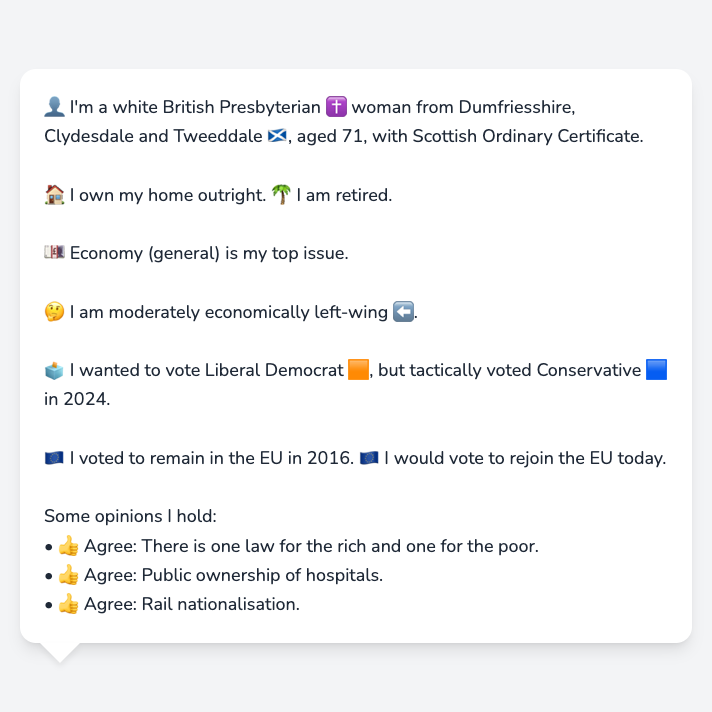 👤 I'm a white British Presbyterian ✝️ woman from Dumfriesshire,
Clydesdale and Tweeddale 🏴󠁧󠁢󠁳󠁣󠁴󠁿, aged 71, with Scottish Ordinary Certificate.
🏠 I own my home outright. 🌴 I am retired.
💷 Economy (general) is my top issue.
🤔 I am moderately economically left-wing ⬅️.
🗳️ I wanted to vote Liberal Democrat 🟧, but tactically voted Conservative 🟦
in 2024.
🇪🇺 I voted to remain in the EU in 2016. 🇪🇺 I would vote to rejoin the EU today.
Some opinions I hold:
• 👍 Agree: There is one law for the rich and one for the poor.
• 👍 Agree: Public ownership of hospitals.
• 👍 Agree: Rail nationalisation.